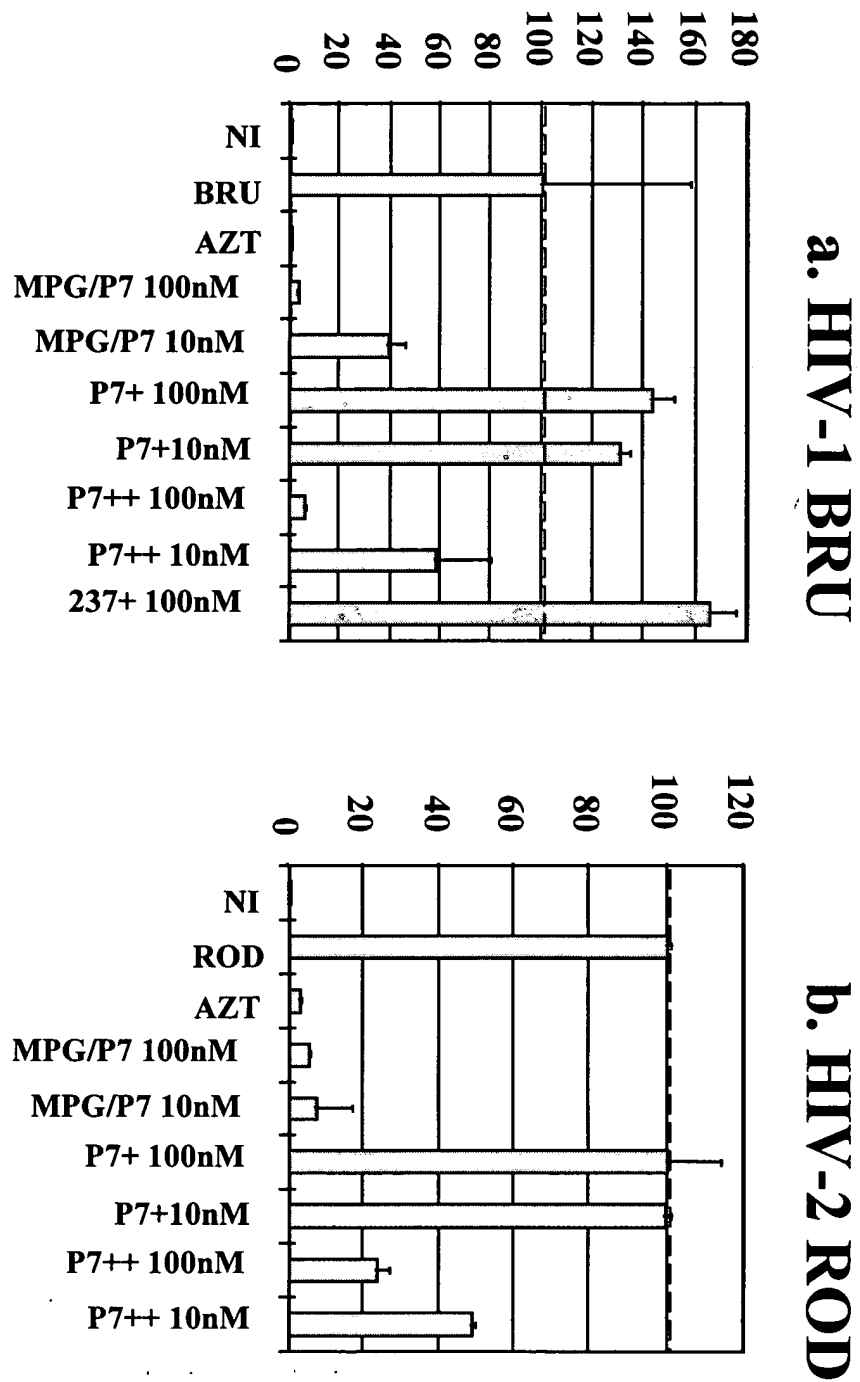 a. HIV-1 BRU
180
160
140
120
100
80
60
40
20
0
NI
BRU
AZT
MPG/P7 100nM
MPG/P7 10nM
P7+ 100nM
P7+10nM
P7++ 100nM
P7++ 10nM
237+ 100nM
b. HIV-2 ROD
120
100
80
60
40
20
0
NI
ROD
AZT
MPG/P7 100nM
MPG/P7 10nM
P7+ 100nM
P7+10nM
P7++ 100nM
P7++ 10nM